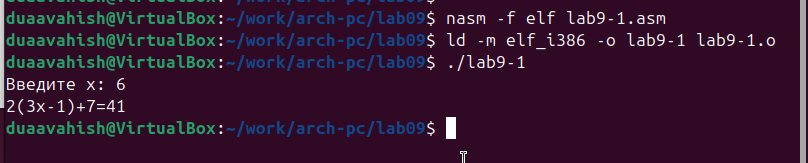 duaavahish@VirtualBox:~/work/arch-pc/lab09$ nasm -f elf lab9-1.asm
duaavahish@VirtualBox:~/work/arch-pc/lab09$ ld -m elf_i386 -o lab9-1 lab9-1.o
duaavahish@VirtualBox:~/work/arch-pc/lab09$ ./lab9-1
Введите x: 6
2(3x-1)+7=41
duaavahish@VirtualBox:~/work/arch-pc/lab09$